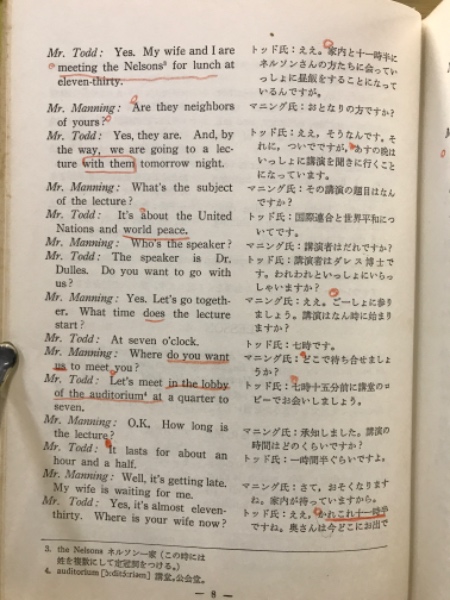 Mr. Todd: Yes. My wife and I are
meeting the Nelsons³ for lunch at
eleven-thirty.
Mr. Manning: Are they neighbors
of yours?
Mr. Todd: Yes, they are. And, by
the way, we are going to a lec-
ture with them tomorrow night.
Mr. Manning: What's the subject
of the lecture?
Mr. Todd: It's about the United
Nations and world peace.
Mr. Manning: Who's the speaker?
Mr. Todd: The speaker is Dr.
Dulles. Do you want to go with
us?
Mr. Manning: Yes. Let's go togeth-
er. What time does the lecture
start?
Mr. Todd: At seven o'clock.
Mr. Manning: Where do you want
us to meet you?
Mr. Todd: Let's meet in the lobby
of the auditorium⁴ at a quarter to
seven.
Mr. Manning: O.K. How long is
the lecture?
Mr. Todd: It lasts for about an
hour and a half.
Mr. Manning: Well, it's getting late.
My wife is waiting for me.
Mr. Todd: Yes, it's almost eleven-
thirty. Where is your wife now?
トッド氏：ええ。家内と十一時半に
ネルソンさんの方たちに会ってい
っしょに昼飯をすることになって
いるんですが。
マニング氏：おとなりの方ですか？
トッド氏：ええ，そうなんです。そ
れに，ついでですが，あすの晩は
いっしょに講演を聞きに行くこと
になっています。
マニング氏：その講演の題目はなん
ですか？
トッド氏：国際連合と世界平和につ
いてです。
マニング氏：講演者はだれですか？
トッド氏：講演者はダレス博士で
す。われわれといっしょにいらっ
しゃいますか？
マニング氏：ええ。ごーしょに参り
ましょう。講演はなん時に始まり
ますか？
トッド氏：七時です。
マニング氏：どこで待ち合せましょ
うか？
トッド氏：七時十五分前に講堂のロ
ビーでお会いしましょう。
マニング氏：承知しました。講演の
時間はどのくらいですか？
トッド氏：一時間半ぐらいですよ。
マニング氏：さて，おそくなります
ね。家内が待っていますから。
トッド氏：ええ，かれこれ十一時半
ですね。奥さんは今どこにお出で
3. the Nelsons ネルソン一家（この時には
姓を複数にして定冠詞をつける。）
4. auditorium [ɔ:ditɔ́:riəm] 講堂，公会堂。
— 8 —